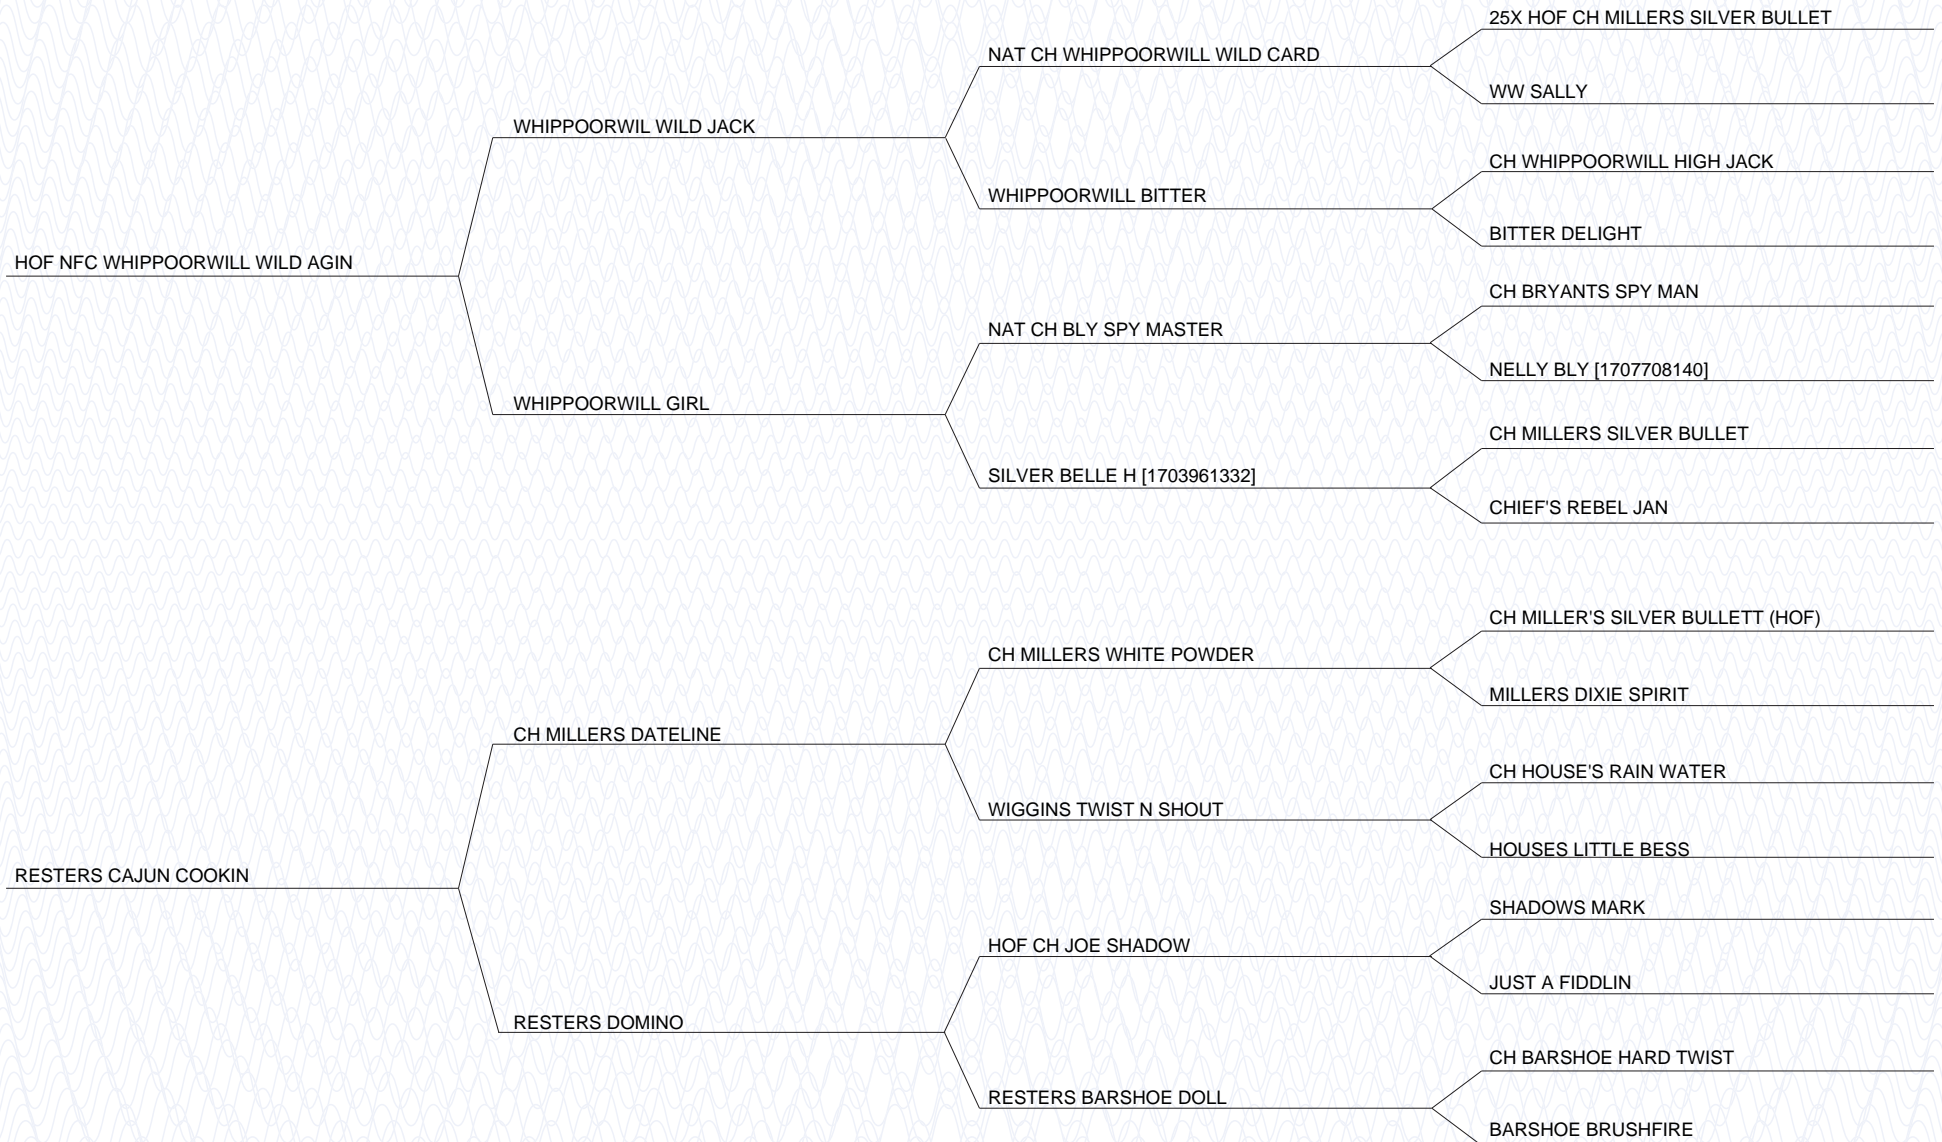 25X HOF CH MILLERS SILVER BULLET
NAT CH WHIPPOORWILL WILD CARD
WW SALLY
WHIPPOORWIL WILD JACK
CH WHIPPOORWILL HIGH JACK
WHIPPOORWILL BITTER
BITTER DELIGHT
HOF NFC WHIPPOORWILL WILD AGIN
CH BRYANTS SPY MAN
NAT CH BLY SPY MASTER
NELLY BLY [1707708140]
WHIPPOORWILL GIRL
CH MILLERS SILVER BULLET
SILVER BELLE H [1703961332]
CHIEF'S REBEL JAN
CH MILLER'S SILVER BULLETT (HOF)
CH MILLERS WHITE POWDER
MILLERS DIXIE SPIRIT
CH MILLERS DATELINE
CH HOUSE'S RAIN WATER
WIGGINS TWIST N SHOUT
HOUSES LITTLE BESS
RESTERS CAJUN COOKIN
SHADOWS MARK
HOF CH JOE SHADOW
JUST A FIDDLIN
RESTERS DOMINO
CH BARSHOE HARD TWIST
RESTERS BARSHOE DOLL
BARSHOE BRUSHFIRE